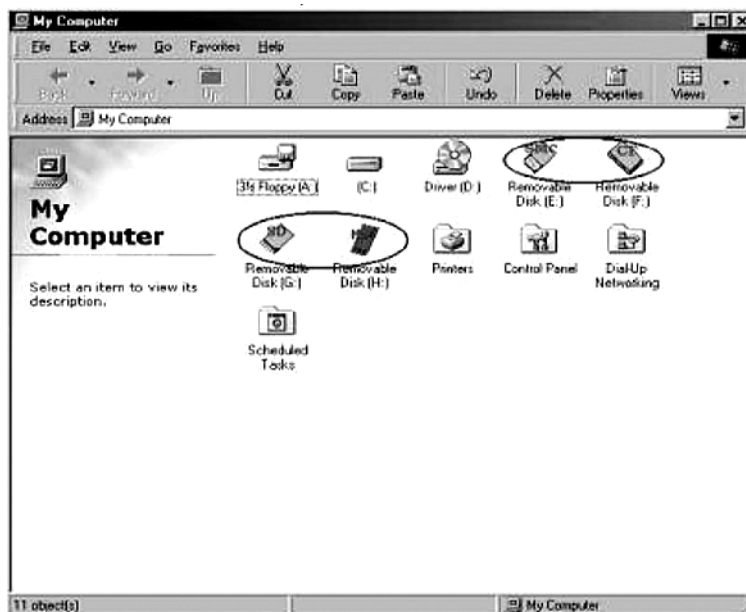 My Computer
File Edit View Go Favorites Help
Back Forward Up Cut Copy Paste Undo Delete Properties Views
Address My Computer
My
Computer
Select an item to view its
description.
3½ Floppy (A:) (C:) Driver (D:) Removable Removable
Disk (E:) Disk (F:)
SD
Removable Removable Printers Control Panel Dial-Up
Disk (G:) Disk (H:) Networking
Scheduled
Tasks
11 object(s) My Computer